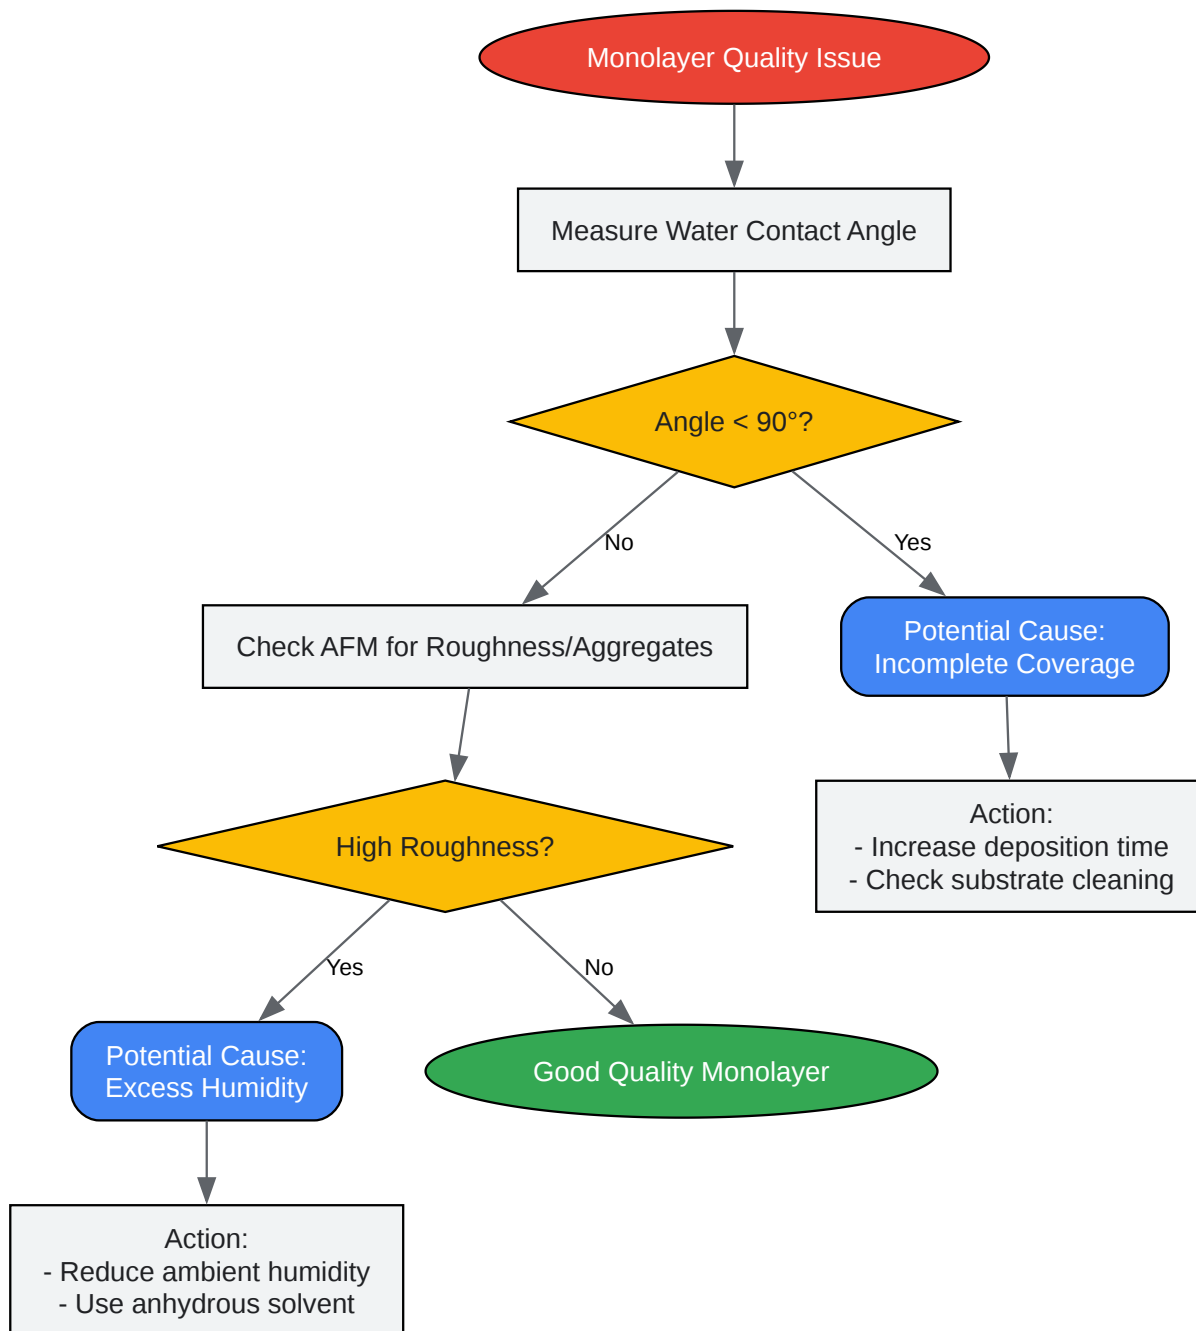 Monolayer Quality Issue
Measure Water Contact Angle
Angle < 90°?
No
Yes
Check AFM for Roughness/Aggregates
Potential Cause:
Incomplete Coverage
High Roughness?
Action:
- Increase deposition time
- Check substrate cleaning
Yes
No
Potential Cause:
Excess Humidity
Good Quality Monolayer
Action:
- Reduce ambient humidity
- Use anhydrous solvent